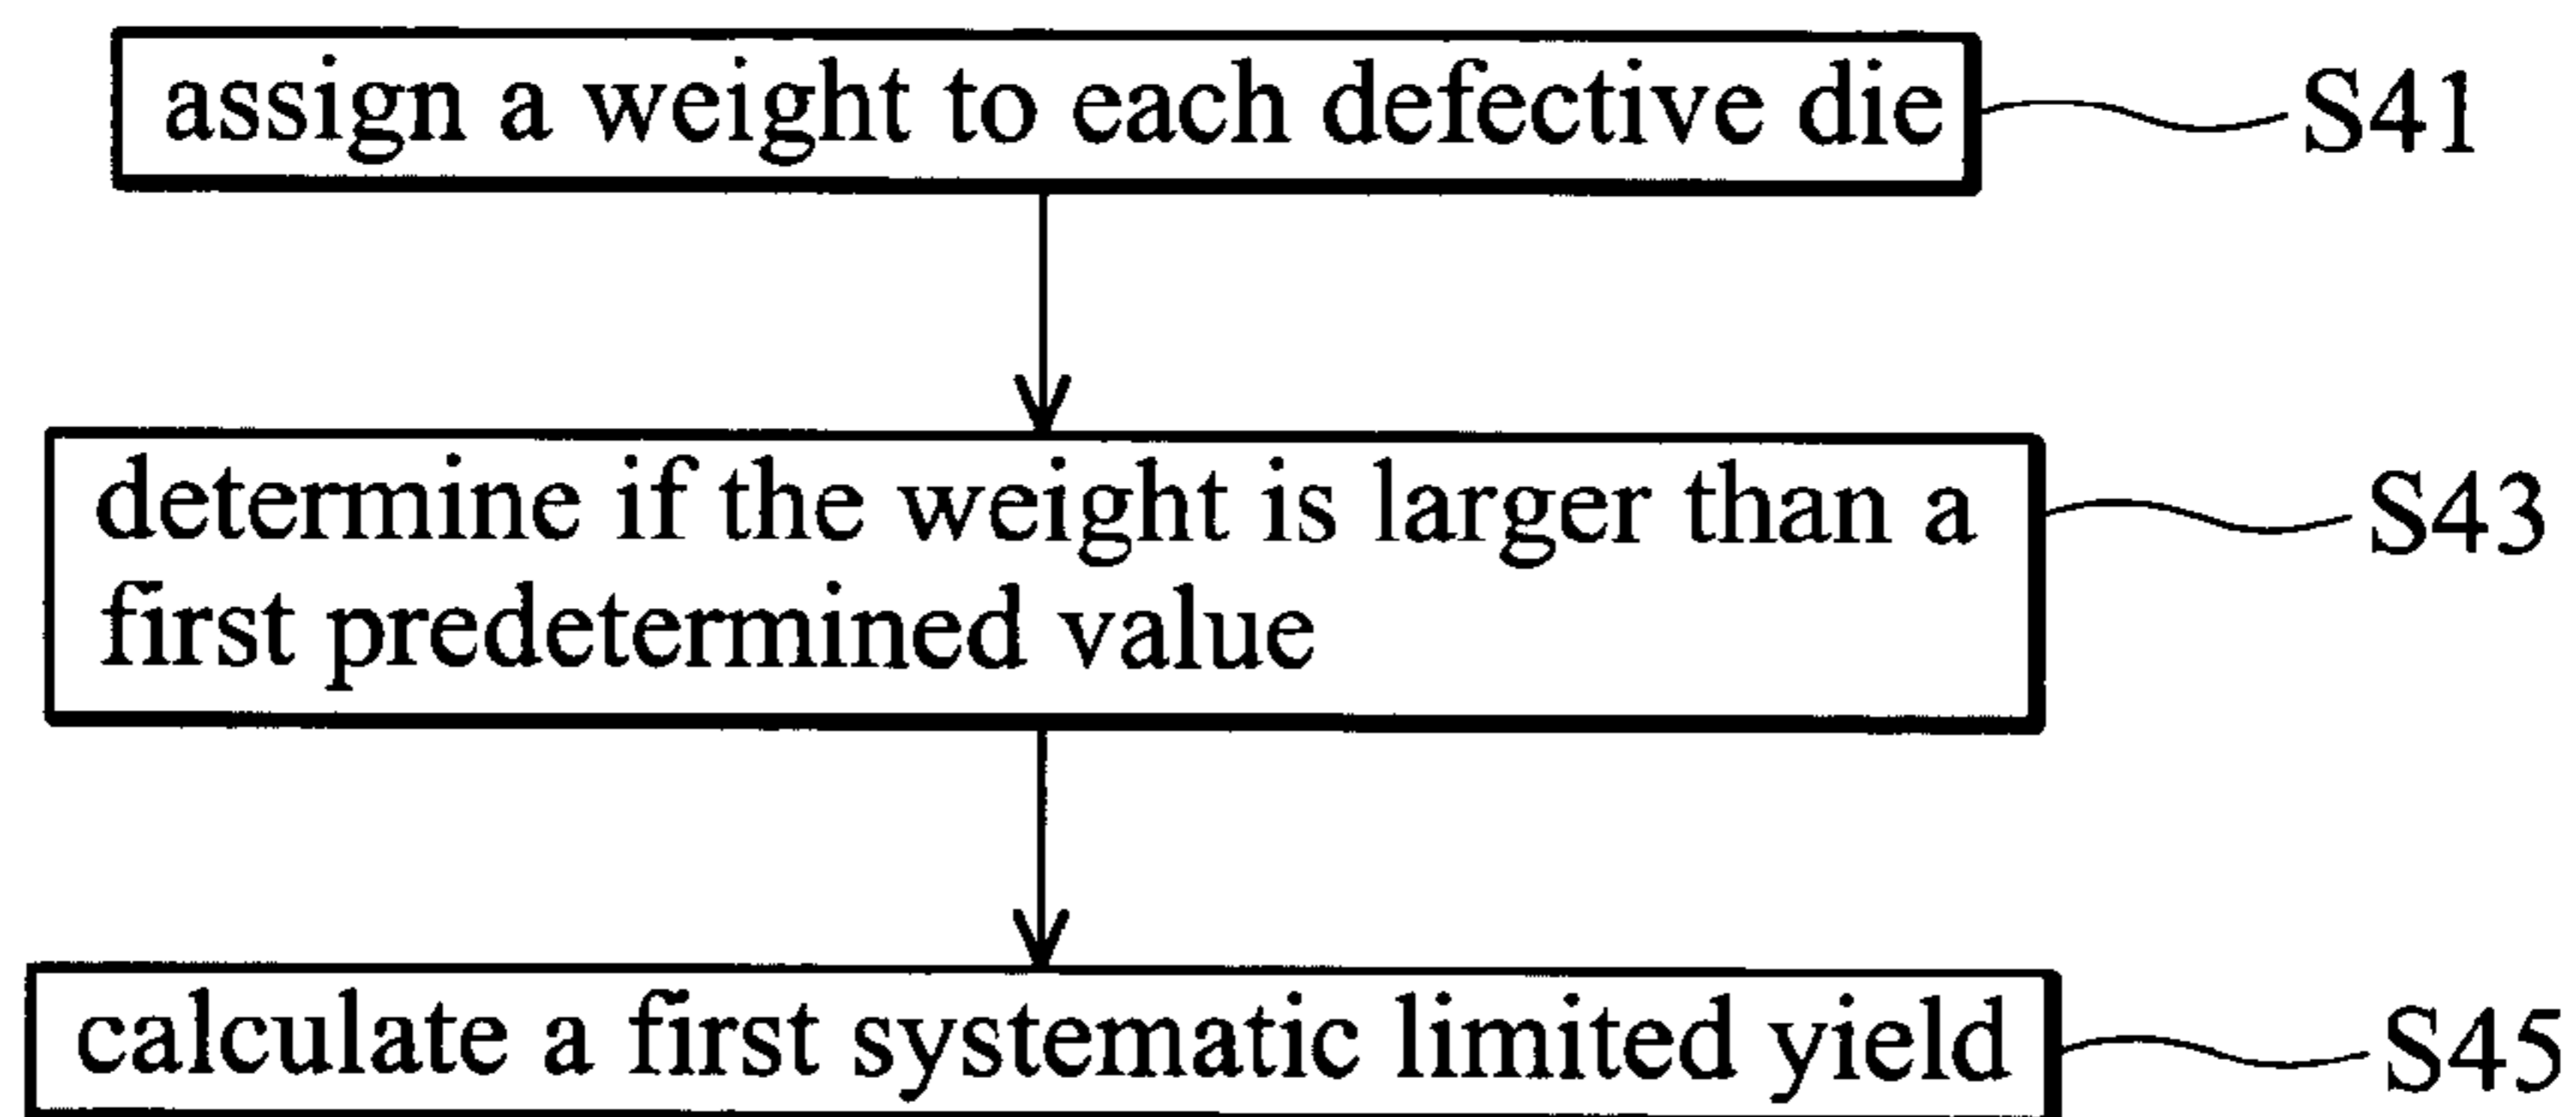 assign a weight to each defective die
S41
determine if the weight is larger than a
first predetermined value
S43
calculate a first systematic limited yield
S45